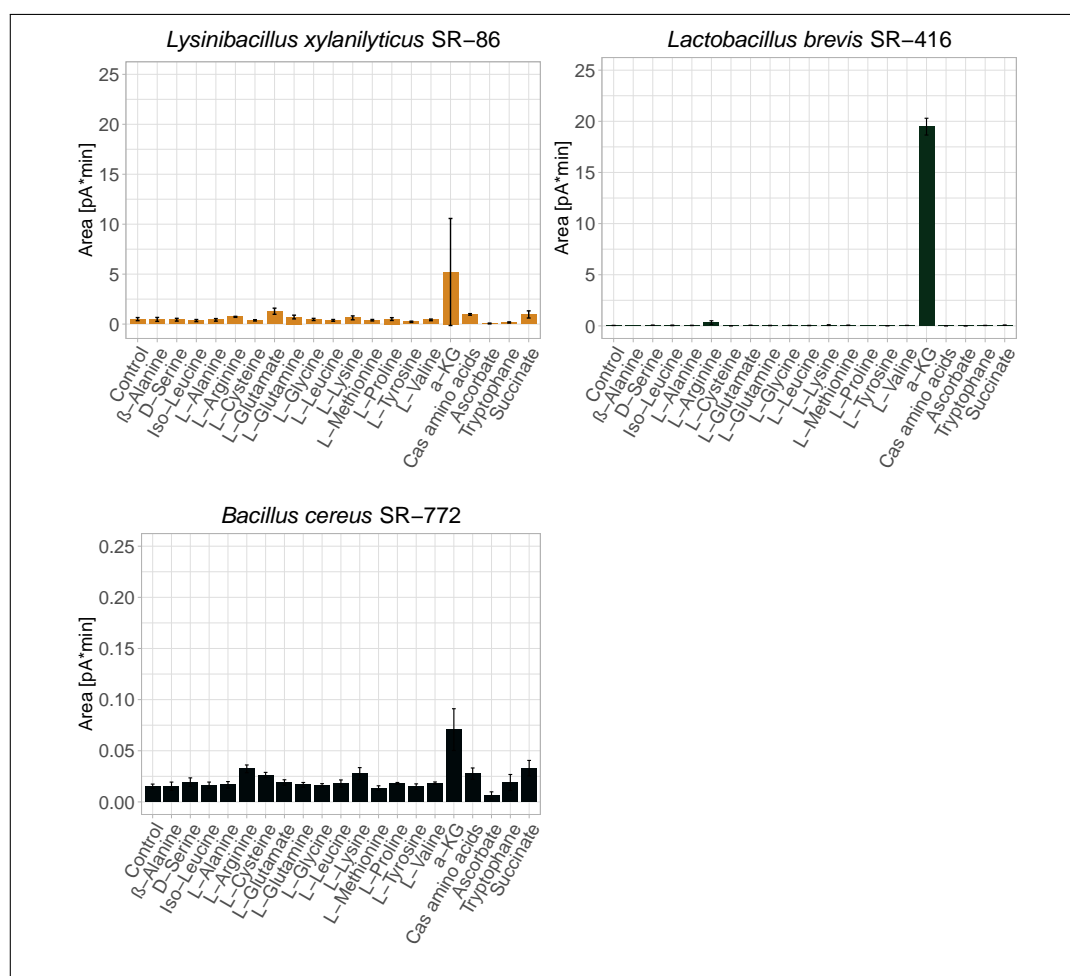 Lysinibacillus xylanilyticus SR−86
25
20
15
10
5
0
Area [pA*min]
Control
ß−Alanine
D−Serine
Iso−Leucine
L−Alanine
L−Arginine
L−Cysteine
L−Glutamate
L−Glutamine
L−Glycine
L−Leucine
L−Lysine
L−Methionine
L−Proline
L−Tyrosine
L−Valine
a−KG
Cas amino acids
Ascorbate
Tryptophane
Succinate
Lactobacillus brevis SR−416
25
20
15
10
5
0
Area [pA*min]
Control
ß−Alanine
D−Serine
Iso−Leucine
L−Alanine
L−Arginine
L−Cysteine
L−Glutamate
L−Glutamine
L−Glycine
L−Leucine
L−Lysine
L−Methionine
L−Proline
L−Tyrosine
L−Valine
a−KG
Cas amino acids
Ascorbate
Tryptophane
Succinate
Bacillus cereus SR−772
0.25
0.20
0.15
0.10
0.05
0.00
Area [pA*min]
Control
ß−Alanine
D−Serine
Iso−Leucine
L−Alanine
L−Arginine
L−Cysteine
L−Glutamate
L−Glutamine
L−Glycine
L−Leucine
L−Lysine
L−Methionine
L−Proline
L−Tyrosine
L−Valine
a−KG
Cas amino acids
Ascorbate
Tryptophane
Succinate